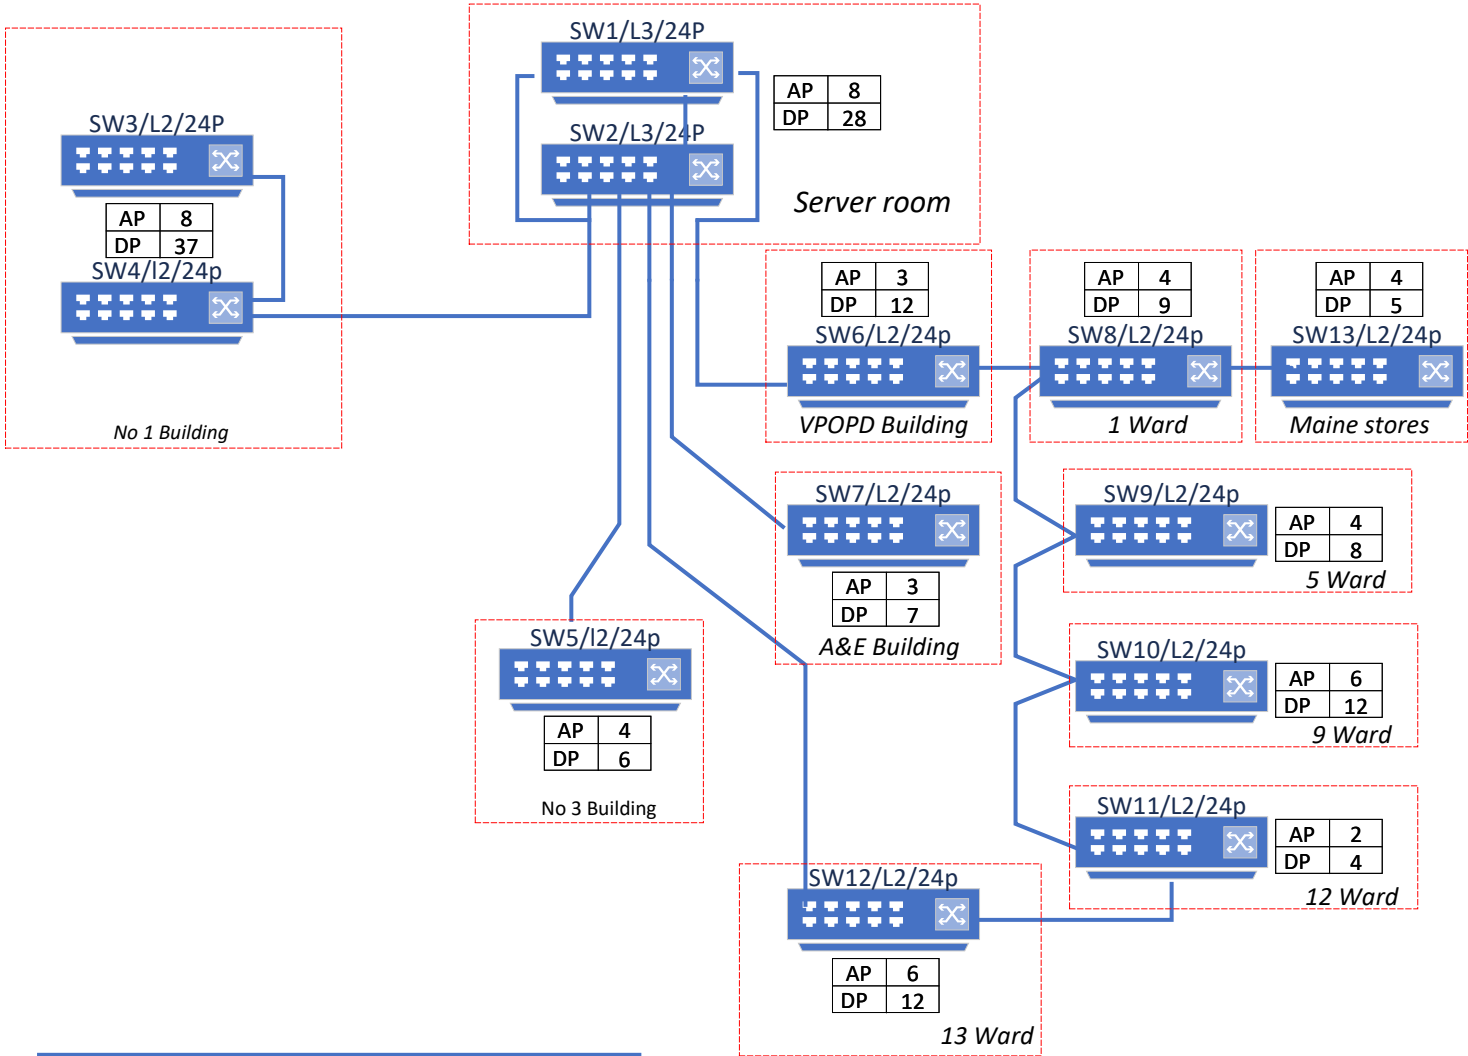 SW1/L3/24P
AP 8
DP 28
SW2/L3/24P
Server room
SW3/L2/24P
AP 8
DP 37
SW4/l2/24p
No 1 Building
AP 3
DP 12
SW6/L2/24p
VPOPD Building
AP 4
DP 9
SW8/L2/24p
1 Ward
AP 4
DP 5
SW13/L2/24p
Maine stores
SW7/L2/24p
AP 3
DP 7
A&E Building
SW9/L2/24p
AP 4
DP 8
5 Ward
SW5/l2/24p
AP 4
DP 6
No 3 Building
SW10/L2/24p
AP 6
DP 12
9 Ward
SW11/L2/24p
AP 2
DP 4
12 Ward
SW12/L2/24p
AP 6
DP 12
13 Ward